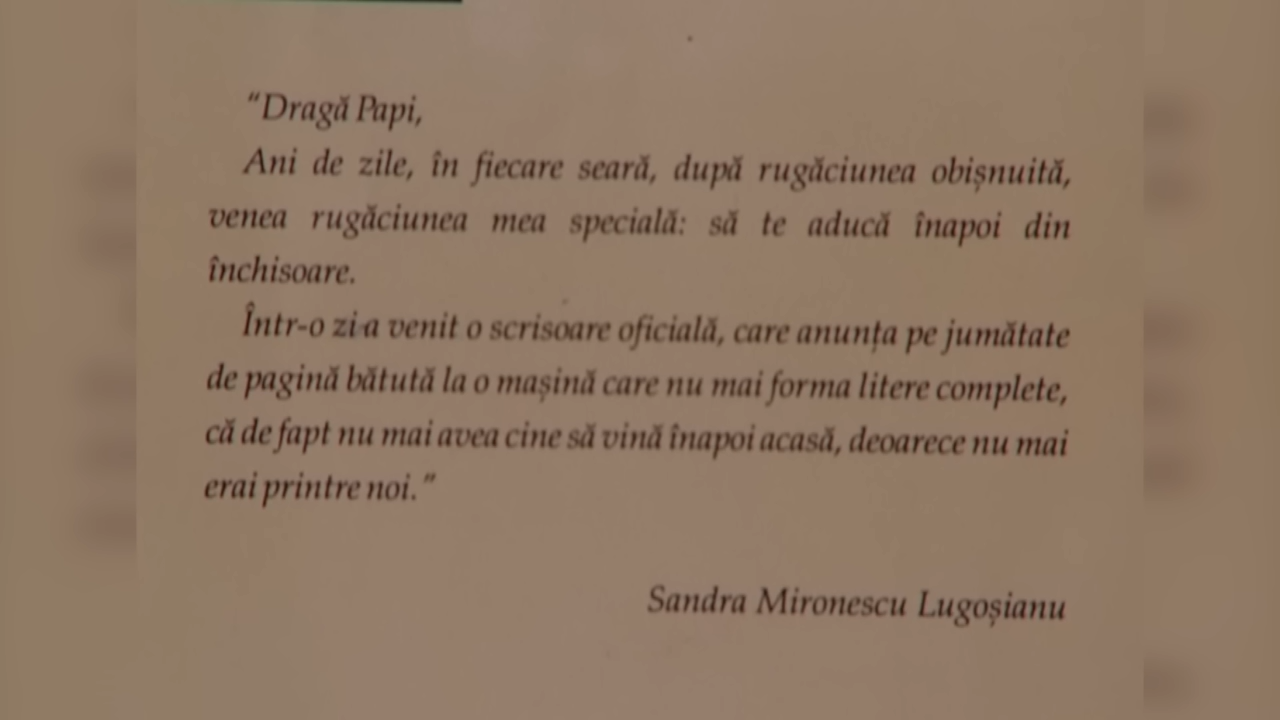 “Dragă Papi,
Ani de zile, în fiecare seară, după rugăciunea obișnuită,
venea rugăciunea mea specială: să te aducă înapoi din
închisoare.
Într-o zi a venit o scrisoare oficială, care anunța pe jumătate
de pagină bătută la o mașină care nu mai forma litere complete,
că de fapt nu mai avea cine să vină înapoi acasă, deoarece nu mai
erai printre noi.”
Sandra Mironescu Lugoșianu